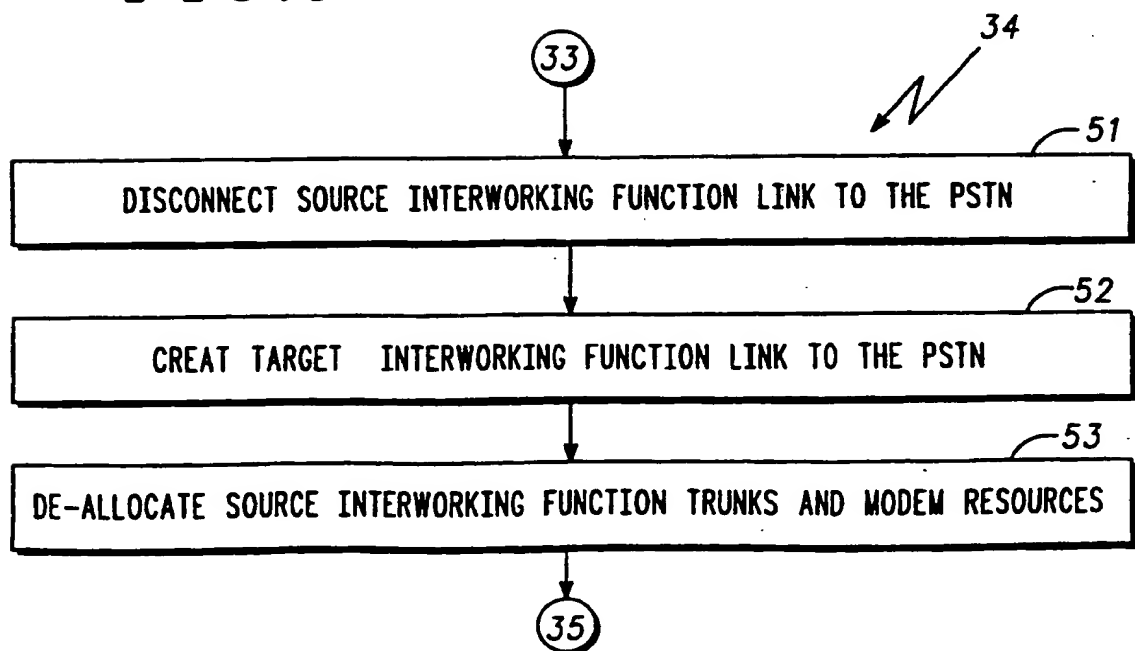 34
33
51
DISCONNECT SOURCE INTERWORKING FUNCTION LINK TO THE PSTN
52
CREAT TARGET INTERWORKING FUNCTION LINK TO THE PSTN
53
DE-ALLOCATE SOURCE INTERWORKING FUNCTION TRUNKS AND MODEM RESOURCES
35